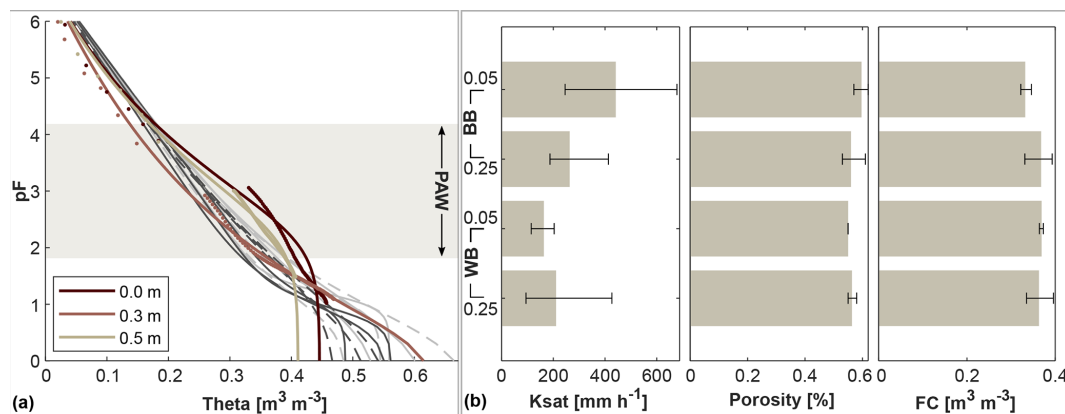 6
5
4
3
2
1
0
pF
PAW
0.0 m
0.3 m
0.5 m
0 0.1 0.2 0.3 0.4 0.5 0.6
(a) Theta [m³ m⁻³]
BB
0.05
0.25
WB
0.05
0.25
0 200 400 600
(b) Ksat [mm h⁻¹]
0 0.2 0.4 0.6
Porosity [%]
0 0.2 0.4
FC [m³ m⁻³]